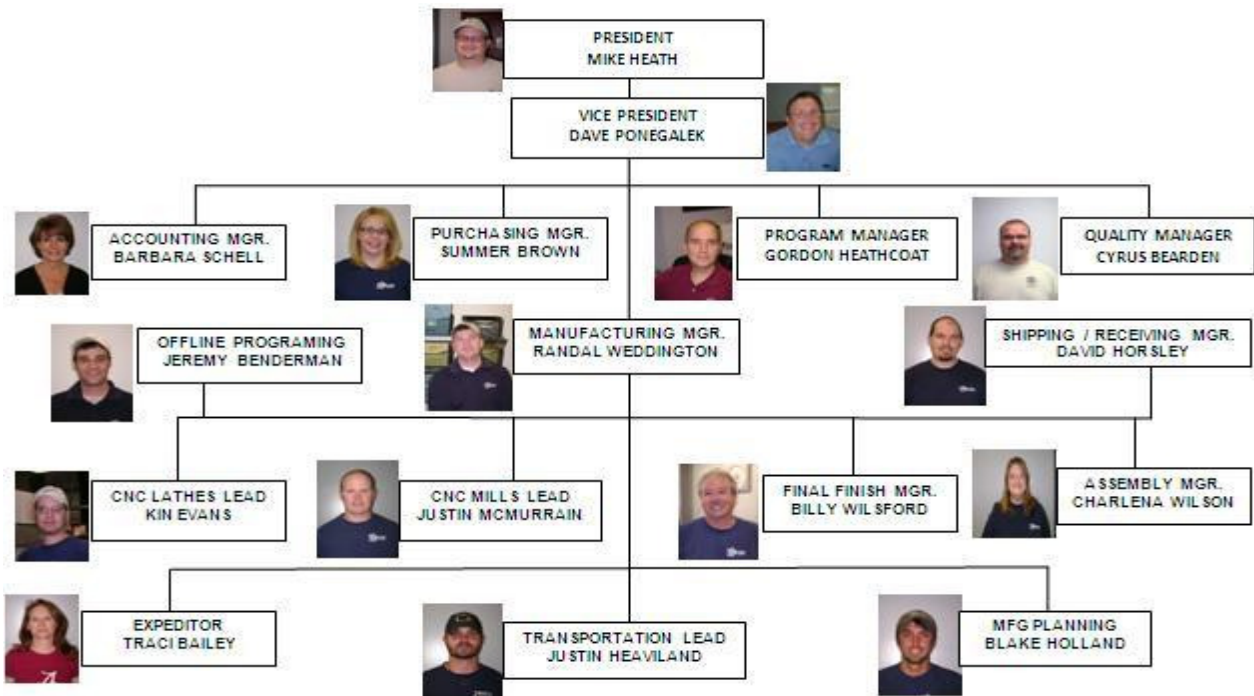 PRESIDENT
MIKE HEATH
VICE PRESIDENT
DAVE PONEGALEK
ACCOUNTING MGR.
BARBARA SCHELL
PURCHASING MGR.
SUMMER BROWN
PROGRAM MANAGER
GORDON HEATHCOAT
QUALITY MANAGER
CYRUS BEARDEN
OFFLINE PROGRAMING
JEREMY BENDERMAN
MANUFACTURING MGR.
RANDAL WEDDINGTON
SHIPPING / RECEIVING MGR.
DAVID HORSLEY
CNC LATHES LEAD
KIN EVANS
CNC MILLS LEAD
JUSTIN MCMURRAIN
FINAL FINISH MGR.
BILLY WILSFORD
ASSEMBLY MGR.
CHARLENA WILSON
EXPEDITOR
TRACI BAILEY
TRANSPORTATION LEAD
JUSTIN HEAVILAND
MFG PLANNING
BLAKE HOLLAND